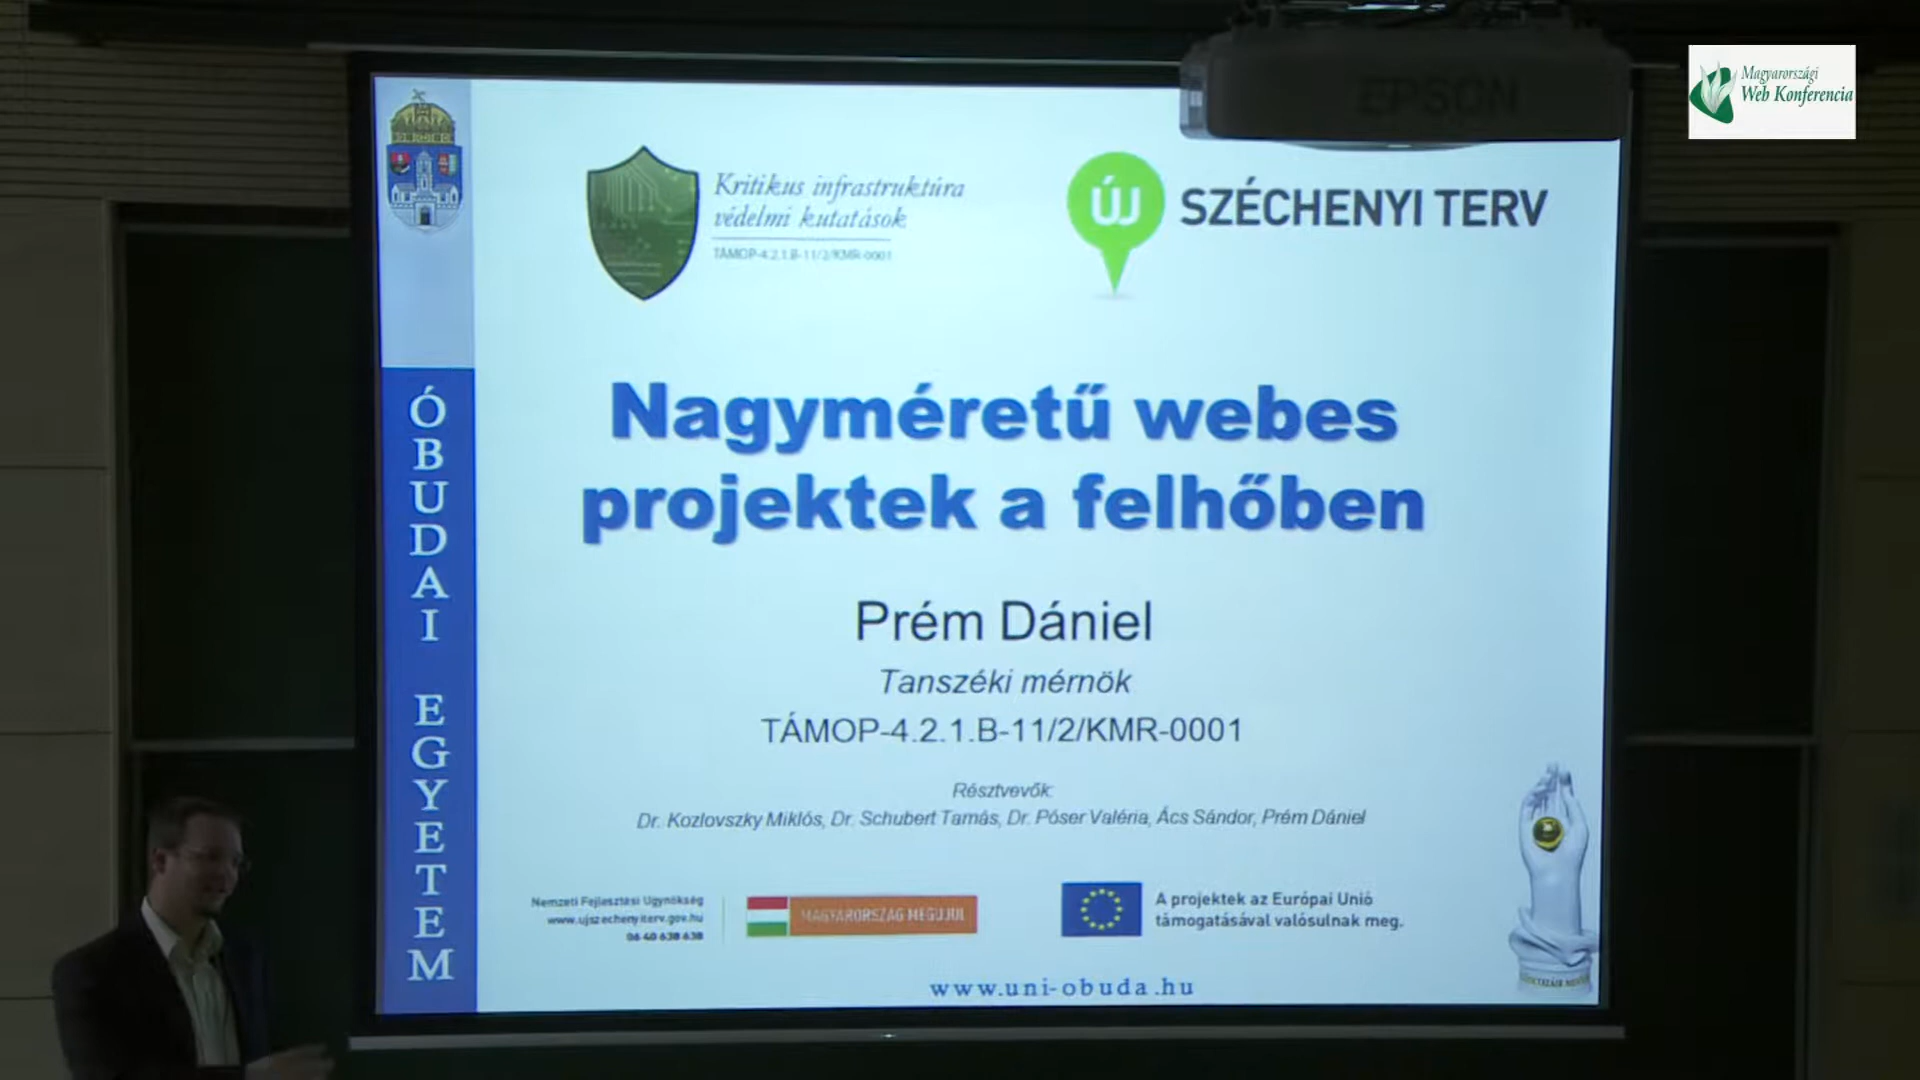 EPSON
Magyarországi
Web Konferencia
Kritikus infrastruktúra
védelmi kutatások
TÁMOP-4.2.1.B-11/2/KMR-0001
ÚJ
SZÉCHENYI TERV
ÓBUDAI EGYETEM
Nagyméretű webes
projektek a felhőben
Prém Dániel
Tanszéki mérnök
TÁMOP-4.2.1.B-11/2/KMR-0001
Résztvevők:
Dr. Kozlovszky Miklós, Dr. Schubert Tamás, Dr. Póser Valéria, Ács Sándor, Prém Dániel
Nemzeti Fejlesztési Ügynökség
www.ujszechenyiterv.gov.hu
06 40 638 638
MAGYARORSZÁG MEGÚJUL
A projektek az Európai Unió
támogatásával valósulnak meg.
www.uni-obuda.hu